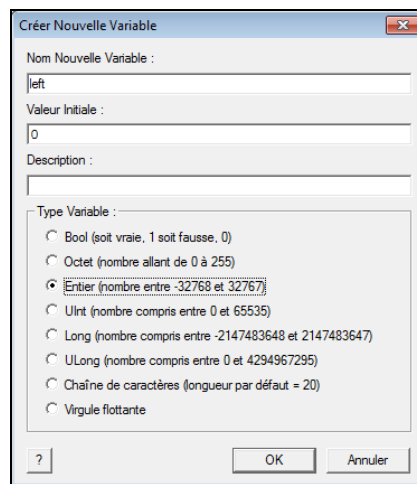 Créer Nouvelle Variable
Nom Nouvelle Variable :
left
Valeur Initiale :
0
Description :
Type Variable :
Bool (soit vraie, 1 soit fausse, 0)
Octet (nombre allant de 0 à 255)
Entier (nombre entre -32768 et 32767)
UInt (nombre compris entre 0 et 65535)
Long (nombre compris entre -2147483648 et 2147483647)
ULong (nombre compris entre 0 et 4294967295)
Chaîne de caractères (longueur par défaut = 20)
Virgule flottante
? OK Annuler